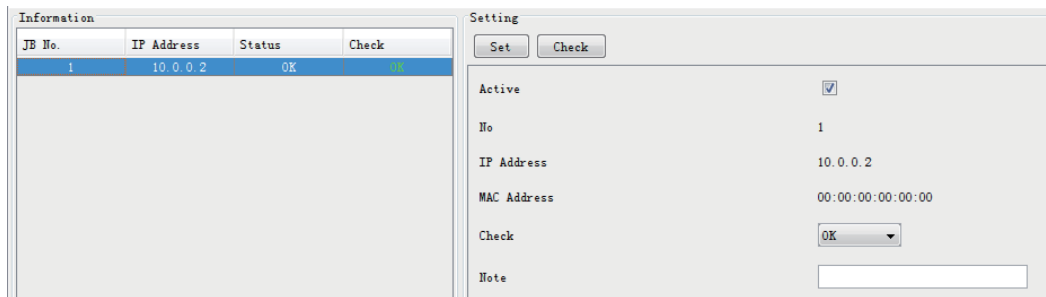 Information
JB No. IP Address Status Check
1 10.0.0.2 OK OK
Setting
Set Check
Active
No 1
IP Address 10.0.0.2
MAC Address 00:00:00:00:00:00
Check OK
Note